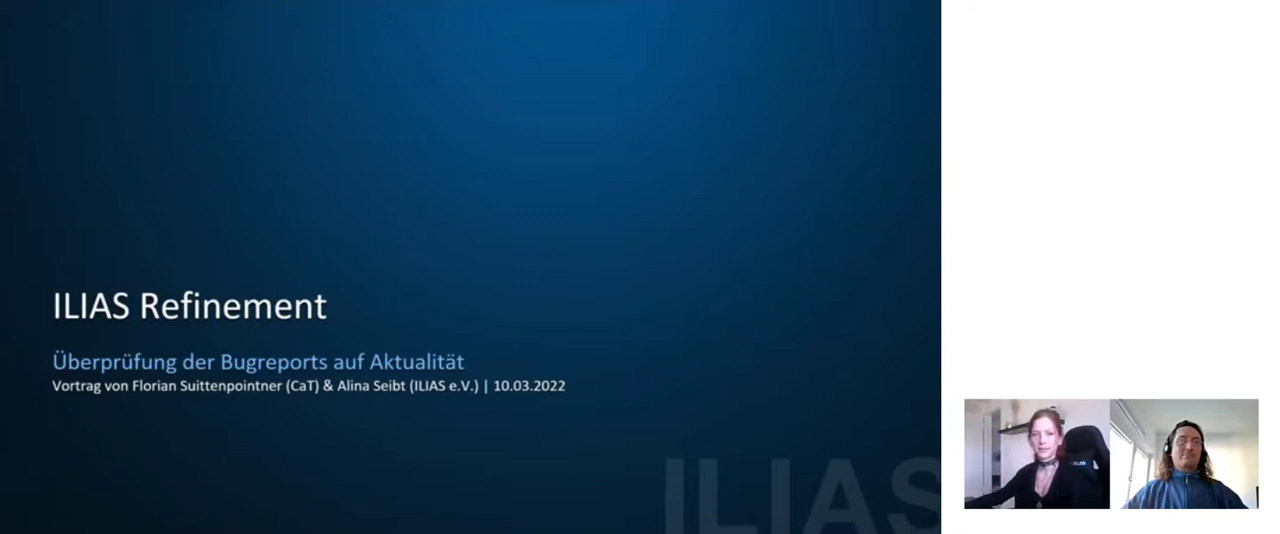 ILIAS Refinement
Überprüfung der Bugreports auf Aktualität
Vortrag von Florian Suittenpointner (CaT) & Alina Seibt (ILIAS e.V.) | 10.03.2022
ILIAS